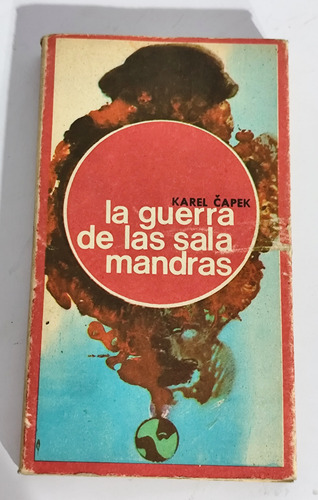 KAREL ČAPEK
la guerra
de las sala
mandras